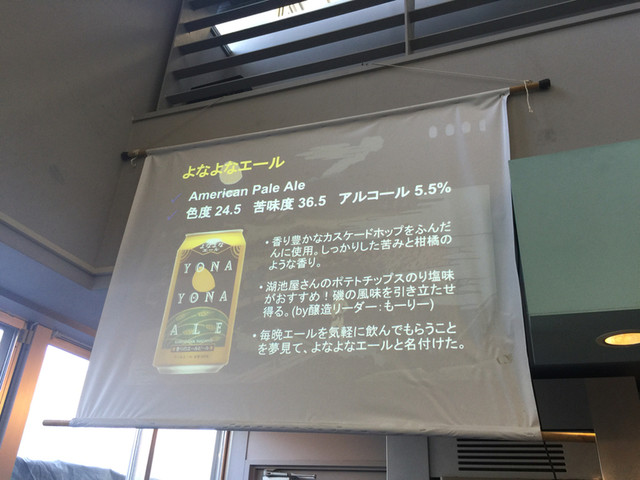 よなよなエール
American Pale Ale
色度 24.5 苦味度 36.5 アルコール 5.5%
• 香り豊かなカスケードホップをふんだ
んに使用。しっかりした苦みと柑橘の
ような香り。
• 湖池屋さんのポテトチップスのり塩味
がおすすめ！磯の風味を引き立たせ
得る。(by醸造リーダー：もーりー)
• 毎晩エールを気軽に飲んでもらうこと
を夢見て、よなよなエールと名付けた。
YONA
YONA
ALE